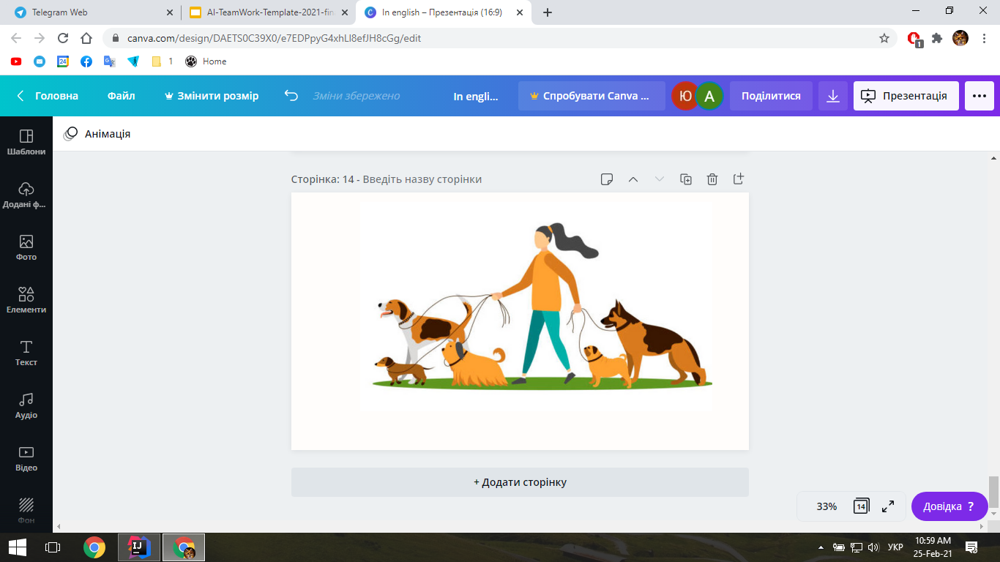 Telegram Web
AI-TeamWork-Template-2021-fin
In english – Презентація (16:9)
canva.com/design/DAETS0C39X0/e7EDPpyG4xhLI8efJH8cGg/edit
1
24
1
Home
Головна
Файл
Змінити розмір
Зміни збережено
In engli...
Спробувати Canva ...
Ю
А
Поділитися
Презентація
Анімація
Шаблони
Додані ф...
Фото
Елементи
Текст
Аудіо
Відео
Фон
Сторінка: 14 - Введіть назву сторінки
+ Додати сторінку
33%
14
Довідка ?
IJ
УКР
10:59 AM
25-Feb-21